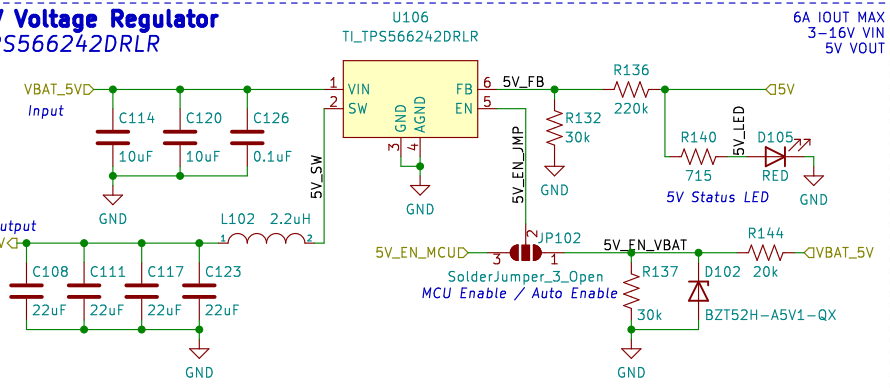 V Voltage Regulator
PS566242DRLR
U106
TI_TPS566242DRLR
6A IOUT MAX
3-16V VIN
5V VOUT
VBAT_5V
Input
C114
10uF
C120
10uF
C126
0.1uF
GND
1
VIN
2
SW
GND
AGND
3
4
GND
FB
6
EN
5
5V_FB
R132
30k
GND
R136
220k
5V
R140
715
5V_LED
D105
RED
GND
5V Status LED
5V_SW
5V_EN_JMP
utput
V
L102
2.2uH
1
2
C108
22uF
C111
22uF
C117
22uF
C123
22uF
GND
5V_EN_MCU
3
2
JP102
1
SolderJumper_3_Open
MCU Enable / Auto Enable
5V_EN_VBAT
R137
30k
GND
D102
BZT52H-A5V1-QX
R144
20k
VBAT_5V